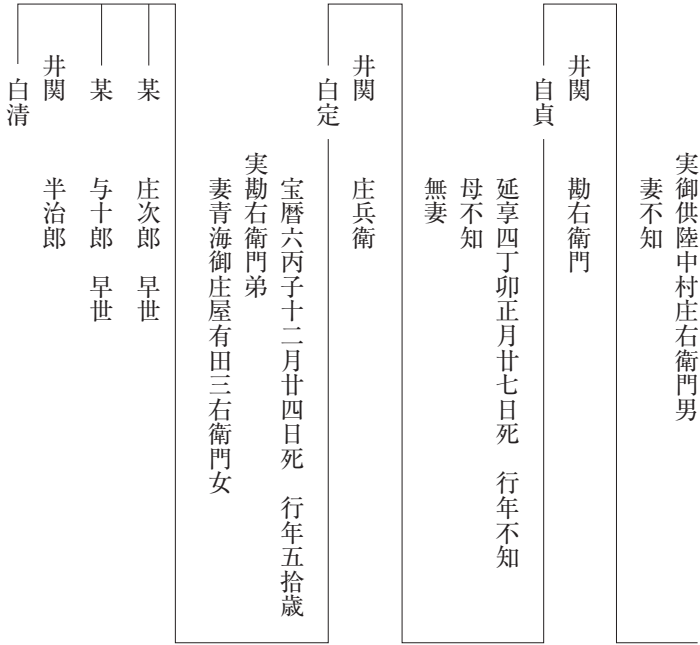 実御供陸中村庄右衛門男
妻不知
井関　勘右衛門
自貞
延享四丁卯正月廿七日死　行年不知
母不知
無妻
井関　庄兵衛
白定
宝暦六丙子十二月廿四日死　行年五拾歳
実勘右衛門弟
妻青海御庄屋有田三右衛門女
某　庄次郎　早世
某　与十郎　早世
井関　半治郎
白清